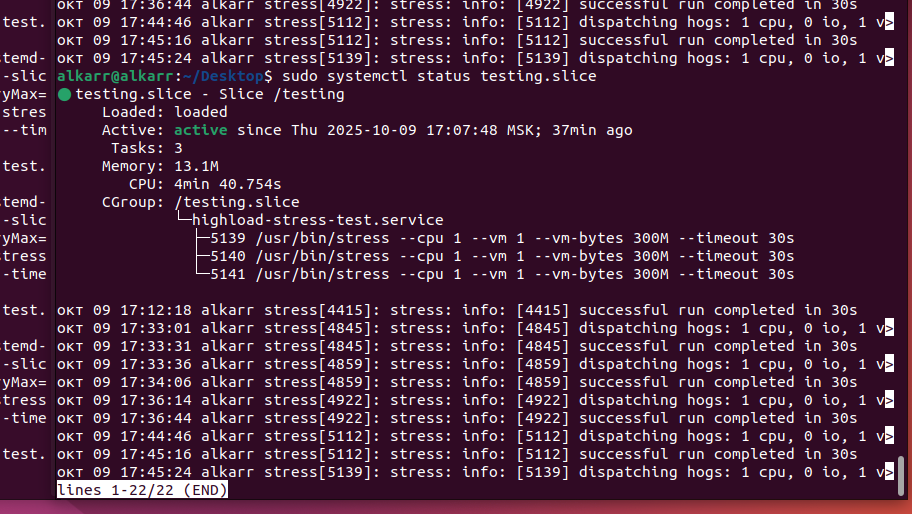 окт 09 17:36:44 alkarr stress[4922]: stress: info: [4922] successful run completed in 30s
test. окт 09 17:44:46 alkarr stress[5112]: stress: info: [5112] dispatching hogs: 1 cpu, 0 io, 1 v>
окт 09 17:45:16 alkarr stress[5112]: stress: info: [5112] successful run completed in 30s
temd- окт 09 17:45:24 alkarr stress[5139]: stress: info: [5139] dispatching hogs: 1 cpu, 0 io, 1 v>
-slic alkarr@alkarr:~/Desktop$ sudo systemctl status testing.slice
yMax= ● testing.slice - Slice /testing
stres Loaded: loaded
--tim Active: active since Thu 2025-10-09 17:07:48 MSK; 37min ago
Tasks: 3
test. Memory: 13.1M
CPU: 4min 40.754s
stemd- CGroup: /testing.slice
-slic └─highload-stress-test.service
yMax= ├─5139 /usr/bin/stress --cpu 1 --vm 1 --vm-bytes 300M --timeout 30s
stress ├─5140 /usr/bin/stress --cpu 1 --vm 1 --vm-bytes 300M --timeout 30s
--time └─5141 /usr/bin/stress --cpu 1 --vm 1 --vm-bytes 300M --timeout 30s
test. окт 09 17:12:18 alkarr stress[4415]: stress: info: [4415] successful run completed in 30s
окт 09 17:33:01 alkarr stress[4845]: stress: info: [4845] dispatching hogs: 1 cpu, 0 io, 1 v>
stemd- окт 09 17:33:31 alkarr stress[4845]: stress: info: [4845] successful run completed in 30s
-slic окт 09 17:33:36 alkarr stress[4859]: stress: info: [4859] dispatching hogs: 1 cpu, 0 io, 1 v>
yMax= окт 09 17:34:06 alkarr stress[4859]: stress: info: [4859] successful run completed in 30s
stress окт 09 17:36:14 alkarr stress[4922]: stress: info: [4922] dispatching hogs: 1 cpu, 0 io, 1 v>
--time окт 09 17:36:44 alkarr stress[4922]: stress: info: [4922] successful run completed in 30s
окт 09 17:44:46 alkarr stress[5112]: stress: info: [5112] dispatching hogs: 1 cpu, 0 io, 1 v>
test. окт 09 17:45:16 alkarr stress[5112]: stress: info: [5112] successful run completed in 30s
окт 09 17:45:24 alkarr stress[5139]: stress: info: [5139] dispatching hogs: 1 cpu, 0 io, 1 v>
lines 1-22/22 (END)